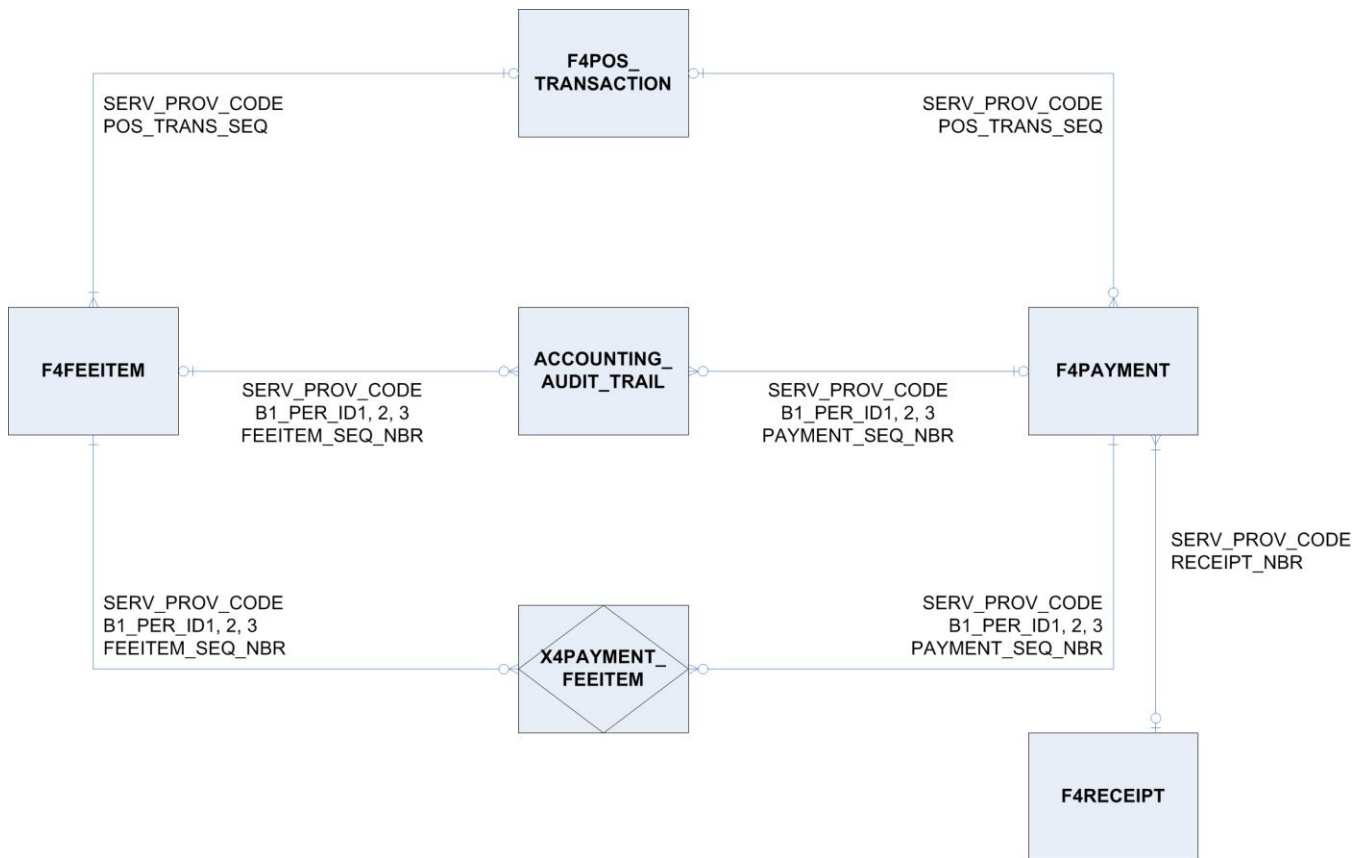 F4POS_
TRANSACTION
SERV_PROV_CODE
POS_TRANS_SEQ
SERV_PROV_CODE
POS_TRANS_SEQ
F4FEEITEM
ACCOUNTING_
AUDIT_TRAIL
F4PAYMENT
SERV_PROV_CODE
B1_PER_ID1, 2, 3
FEEITEM_SEQ_NBR
SERV_PROV_CODE
B1_PER_ID1, 2, 3
PAYMENT_SEQ_NBR
SERV_PROV_CODE
RECEIPT_NBR
SERV_PROV_CODE
B1_PER_ID1, 2, 3
FEEITEM_SEQ_NBR
X4PAYMENT_
FEEITEM
SERV_PROV_CODE
B1_PER_ID1, 2, 3
PAYMENT_SEQ_NBR
F4RECEIPT